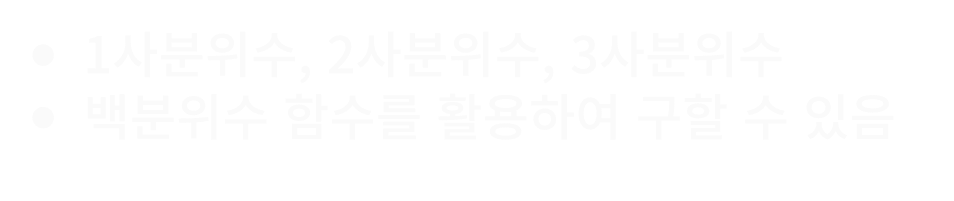 • 1사분위수, 2사분위수, 3사분위수
• 백분위수 함수를 활용하여 구할 수 있음